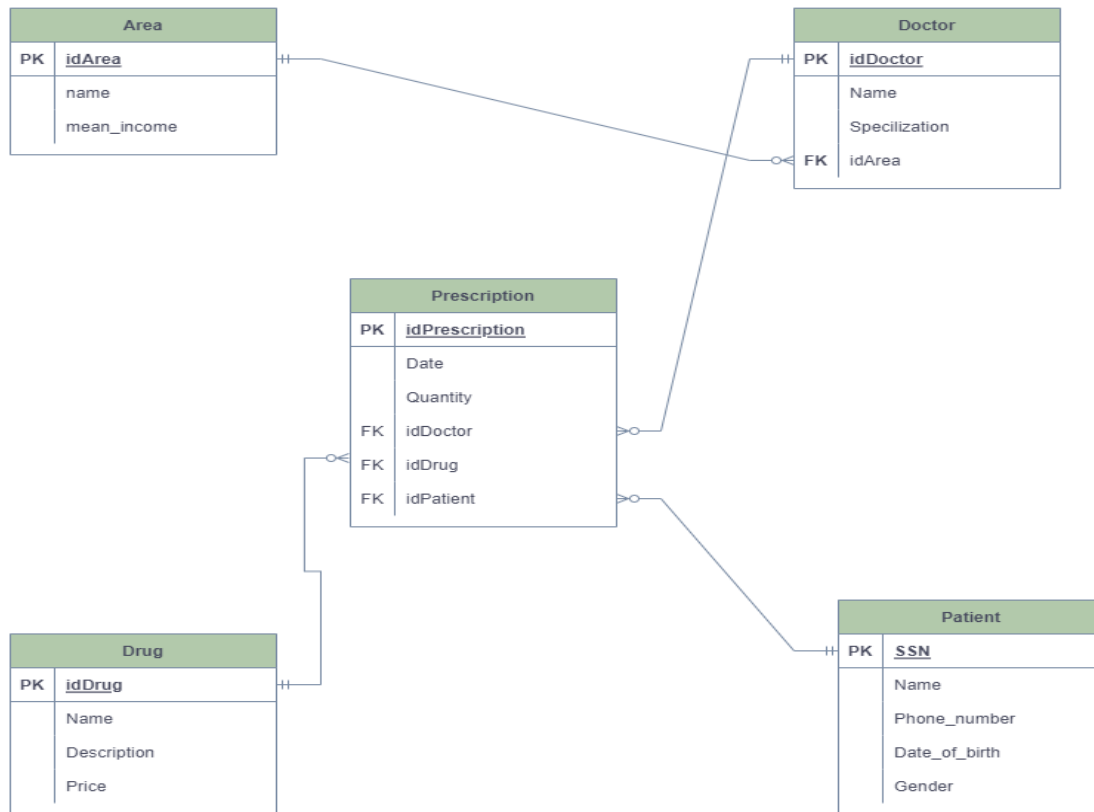 Area
PK idArea
name
mean_income
Doctor
PK idDoctor
Name
Specilization
FK idArea
Prescription
PK idPrescription
Date
Quantity
FK idDoctor
FK idDrug
FK idPatient
Drug
PK idDrug
Name
Description
Price
Patient
PK SSN
Name
Phone_number
Date_of_birth
Gender